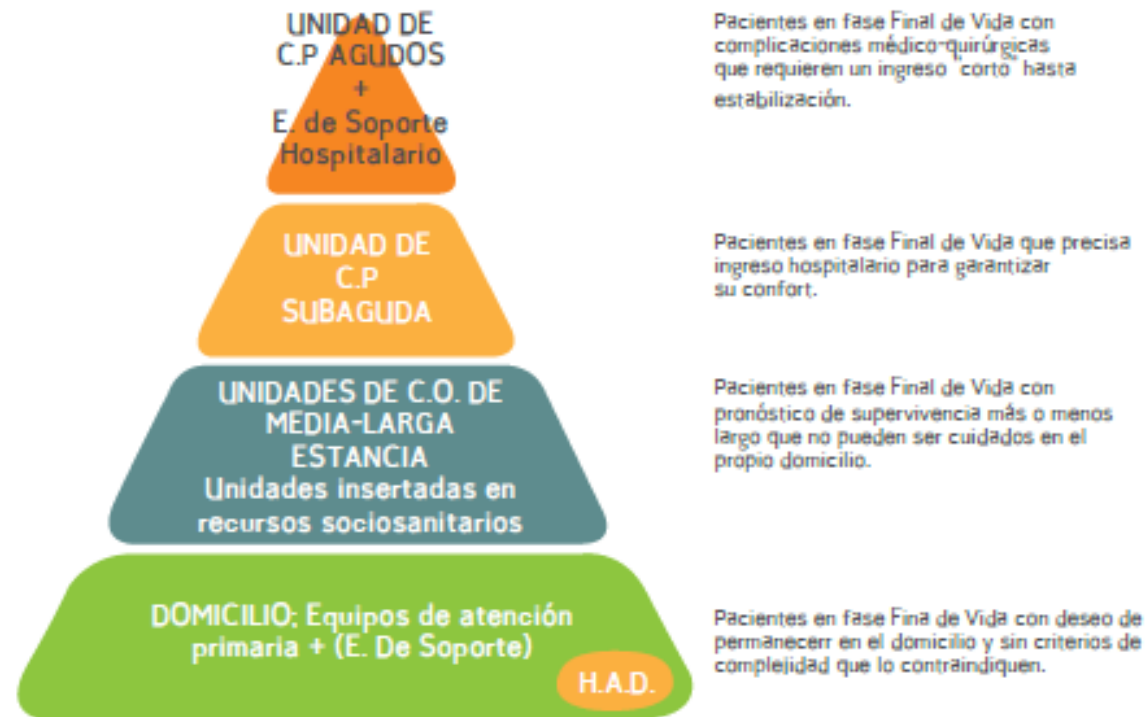 UNIDAD DE
C.P AGUDOS
+
E. de Soporte
Hospitalario
Pacientes en fase Final de Vida con
complicaciones médico-quirúrgicas
que requieren un ingreso "corto" hasta
estabilización.
UNIDAD DE
C.P
SUBAGUDA
Pacientes en fase Final de Vida que precisa
ingreso hospitalario para garantizar
su confort.
UNIDADES DE C.O. DE
MEDIA-LARGA
ESTANCIA
Unidades insertadas en
recursos sociosanitarios
Pacientes en fase Final de Vida con
pronóstico de supervivencia más o menos
largo que no pueden ser cuidados en el
propio domicilio.
DOMICILIO; Equipos de atención
primaria + (E. De Soporte)
H.A.D.
Pacientes en fase Fina de Vida con deseo de
permanecerr en el domicilio y sin criterios de
complejidad que lo contraindiquen.